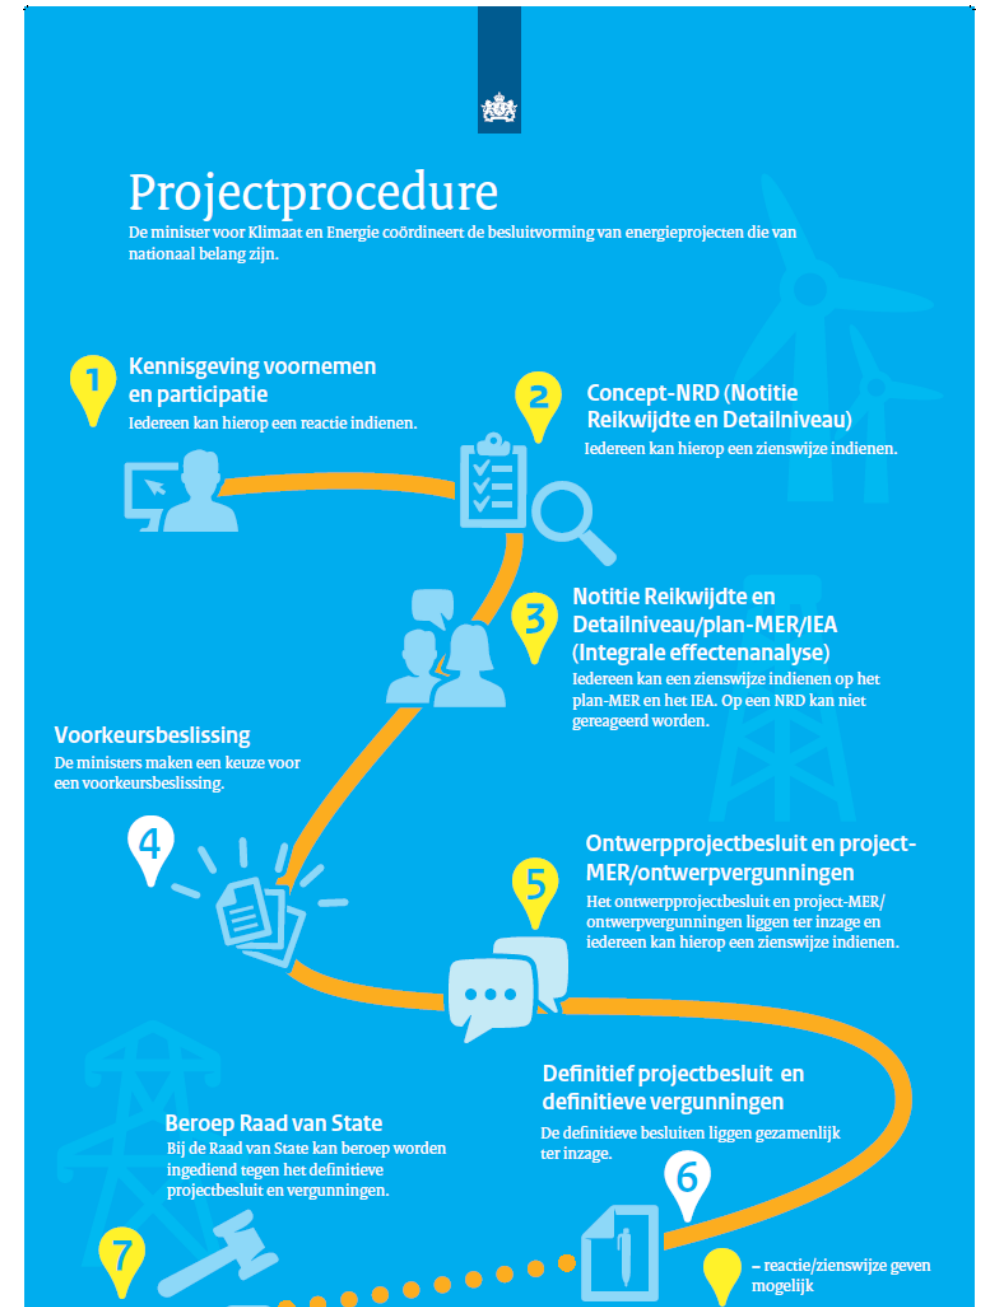 Projectprocedure
De minister voor Klimaat en Energie coördineert de besluitvorming van energieprojecten die van
nationaal belang zijn.
1
Kennisgeving voornemen
en participatie
Iedereen kan hierop een reactie indienen.
2
Concept-NRD (Notitie
Reikwijdte en Detailniveau)
Iedereen kan hierop een zienswijze indienen.
3
Notitie Reikwijdte en
Detailniveau/plan-MER/IEA
(Integrale effectenanalyse)
Iedereen kan een zienswijze indienen op het
plan-MER en het IEA. Op een NRD kan niet
gereageerd worden.
Voorkeursbeslissing
De ministers maken een keuze voor
een voorkeursbeslissing.
4
5
Ontwerpprojectbesluit en project-
MER/ontwerpvergunningen
Het ontwerpprojectbesluit en project-MER/
ontwerpvergunningen liggen ter inzage en
iedereen kan hierop een zienswijze indienen.
Definitief projectbesluit en
definitieve vergunningen
De definitieve besluiten liggen gezamenlijk
ter inzage.
6
Beroep Raad van State
Bij de Raad van State kan beroep worden
ingediend tegen het definitieve
projectbesluit en vergunningen.
7
– reactie/zienswijze geven
mogelijk